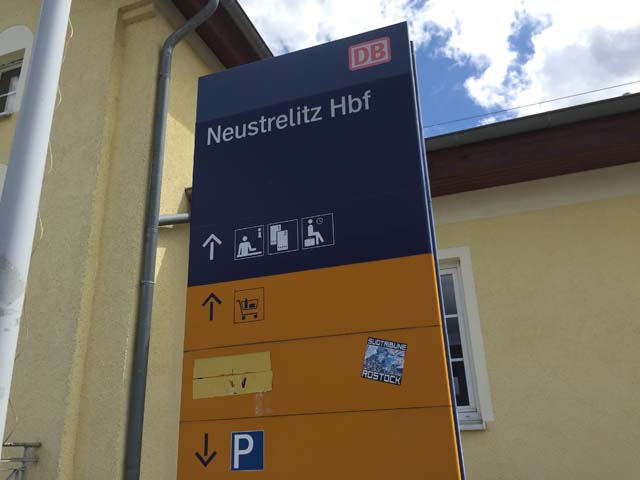 DB
Neustrelitz Hbf
SÜDTRIBÜNE
ROSTOCK
P